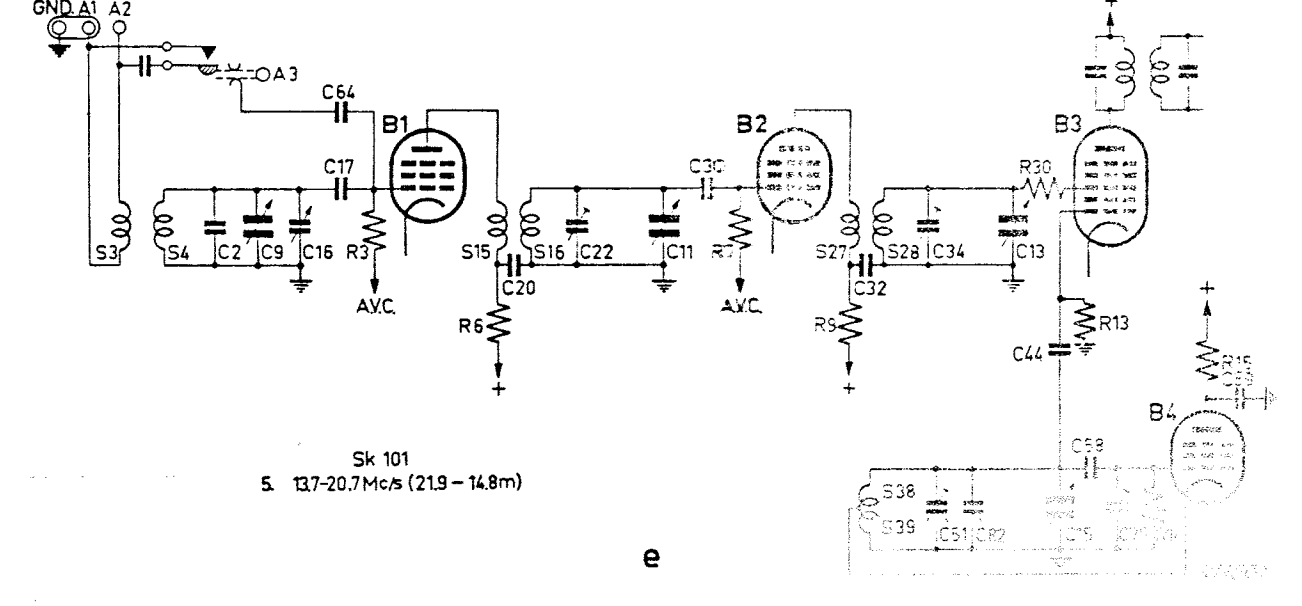 GND. A1 A2
A3
C64
B1
B2
B3
C17
C30
R30
S3 S4 C2 C9 C16 R3
S15 S16 C22 C11 R7
S27 S28 C34 C13
A.V.C.
C20
A.V.C.
C32
R6
R9
R13
+
+
+
+
C44
R15
B4
Sk 101
5. 13,7-20,7 Mc/s (21.9 - 14.8m)
C58
S38
S39
C51
e